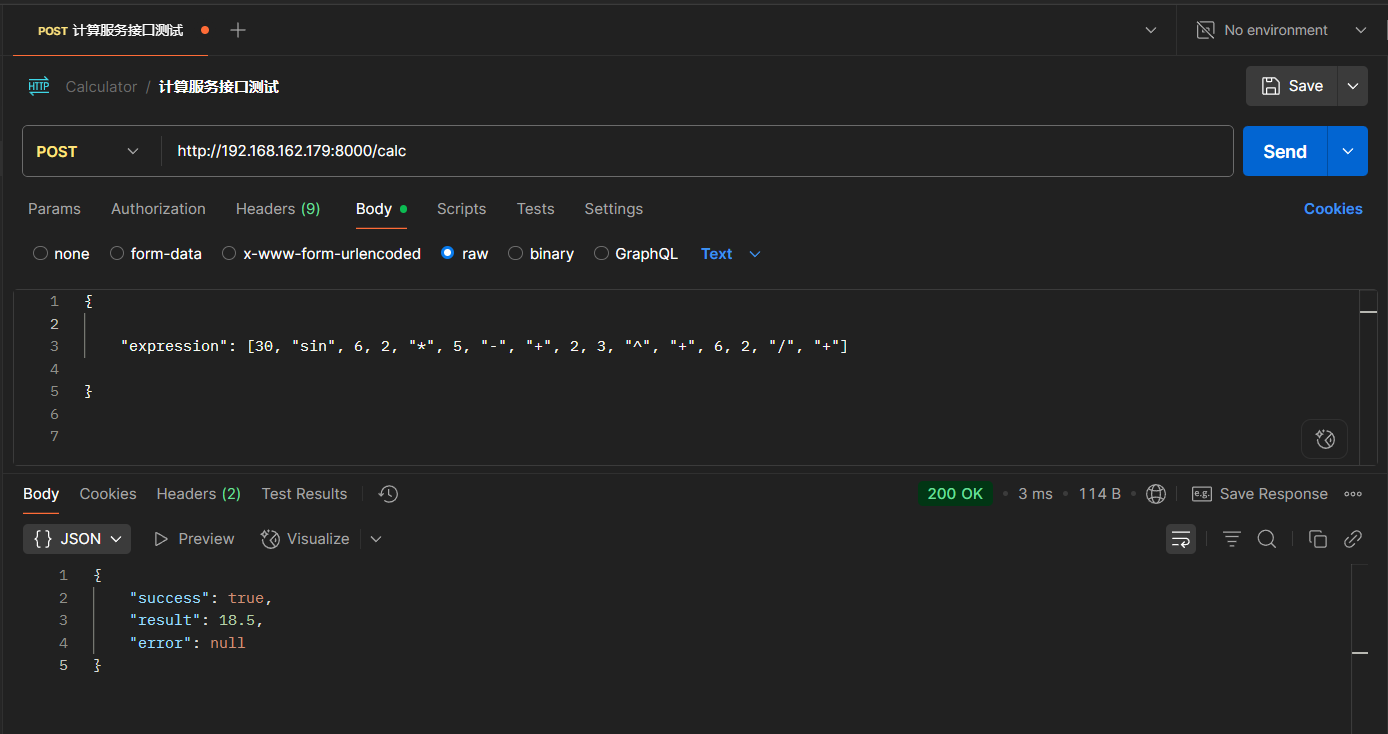 POST 计算服务接口测试
No environment
HTTP Calculator / 计算服务接口测试
Save
POST http://192.168.162.179:8000/calc
Send
Params Authorization Headers (9) Body Scripts Tests Settings Cookies
none form-data x-www-form-urlencoded raw binary GraphQL Text
1 {
2
3 "expression": [30, "sin", 6, 2, "*", 5, "-", "+", 2, 3, "^", "+", 6, 2, "/", "+"]
4
5 }
6
7
Body Cookies Headers (2) Test Results 200 OK • 3 ms • 114 B • e.g. Save Response
{} JSON Preview Visualize
1 {
2 "success": true,
3 "result": 18.5,
4 "error": null
5 }